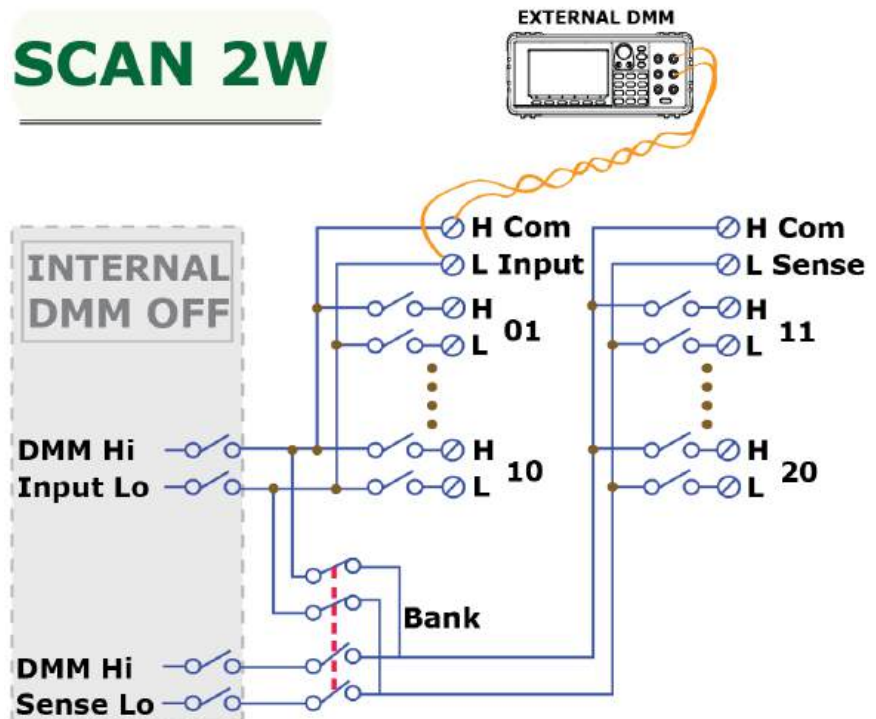 EXTERNAL DMM
SCAN 2W
INTERNAL
DMM OFF
H Com
L Input
H
L
01
H
L
10
H Com
L Sense
H
L
11
H
L
20
DMM Hi
Input Lo
Bank
DMM Hi
Sense Lo